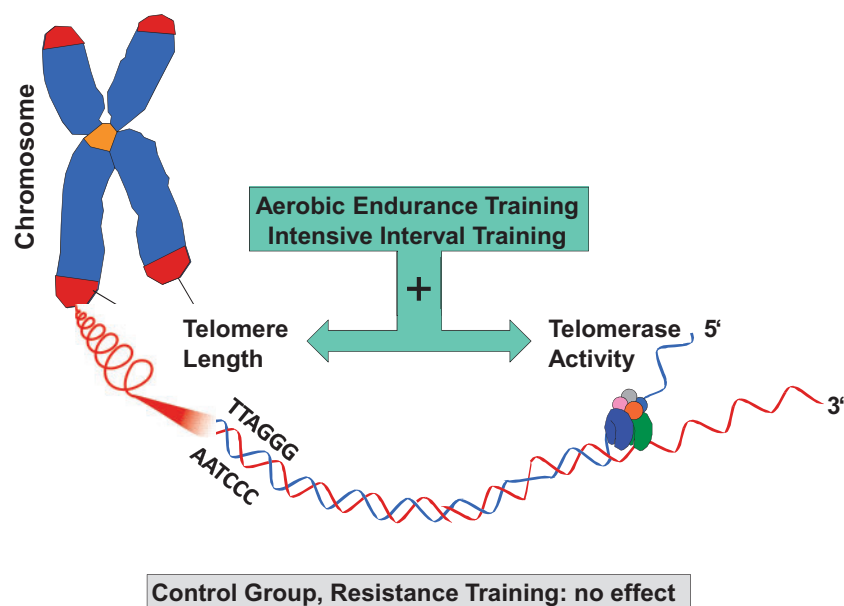 Chromosome
Aerobic Endurance Training
Intensive Interval Training
+
Telomere
Length
Telomerase
Activity
5‘
3‘
TTAGGG
AATCCC
Control Group, Resistance Training: no effect